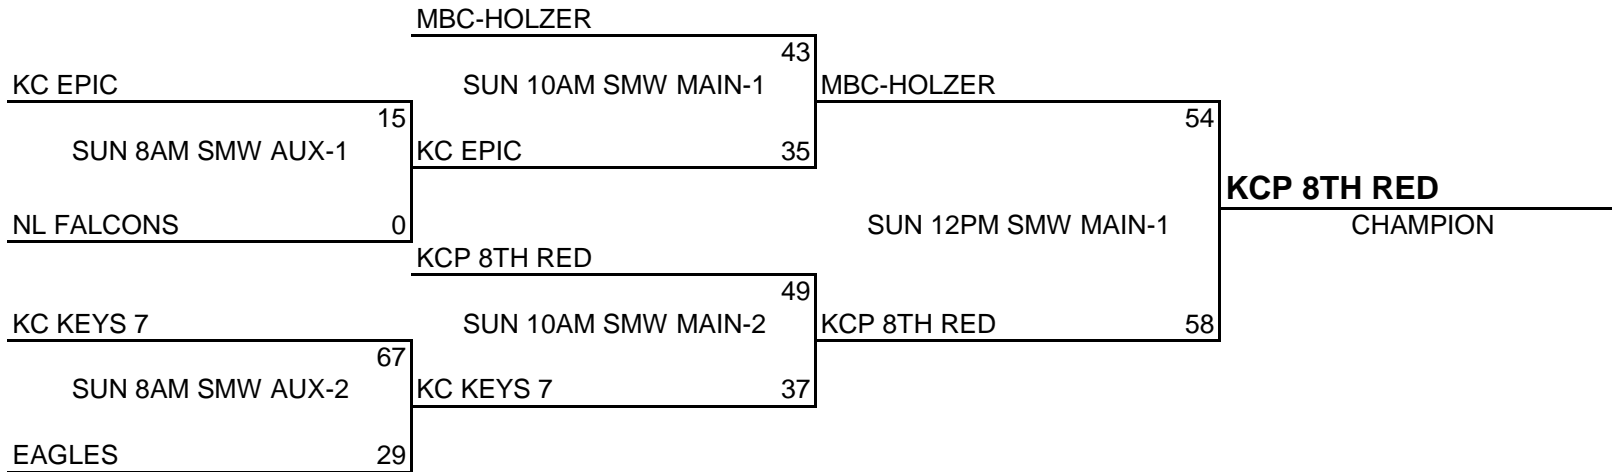 MBC-HOLZER
43
KC EPIC
SUN 10AM SMW MAIN-1
MBC-HOLZER
15
54
SUN 8AM SMW AUX-1
KC EPIC
35
KCP 8TH RED
NL FALCONS
0
SUN 12PM SMW MAIN-1
CHAMPION
KCP 8TH RED
49
KC KEYS 7
SUN 10AM SMW MAIN-2
KCP 8TH RED
58
67
SUN 8AM SMW AUX-2
KC KEYS 7
37
EAGLES
29